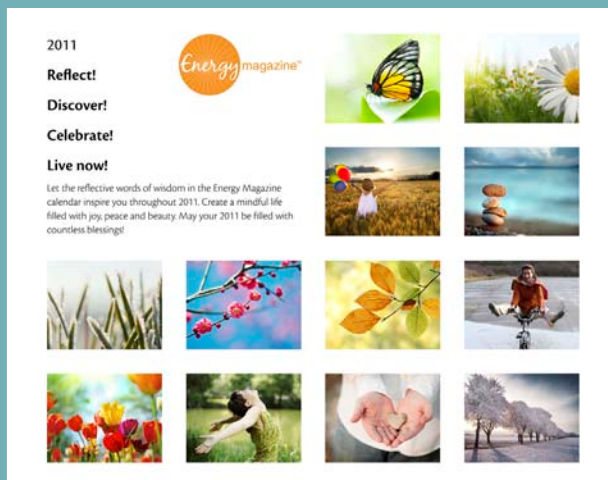 2011
Energy magazine™
Reflect!
Discover!
Celebrate!
Live now!
Let the reflective words of wisdom in the Energy Magazine
calendar inspire you throughout 2011. Create a mindful life
filled with joy, peace and beauty. May your 2011 be filled with
countless blessings!